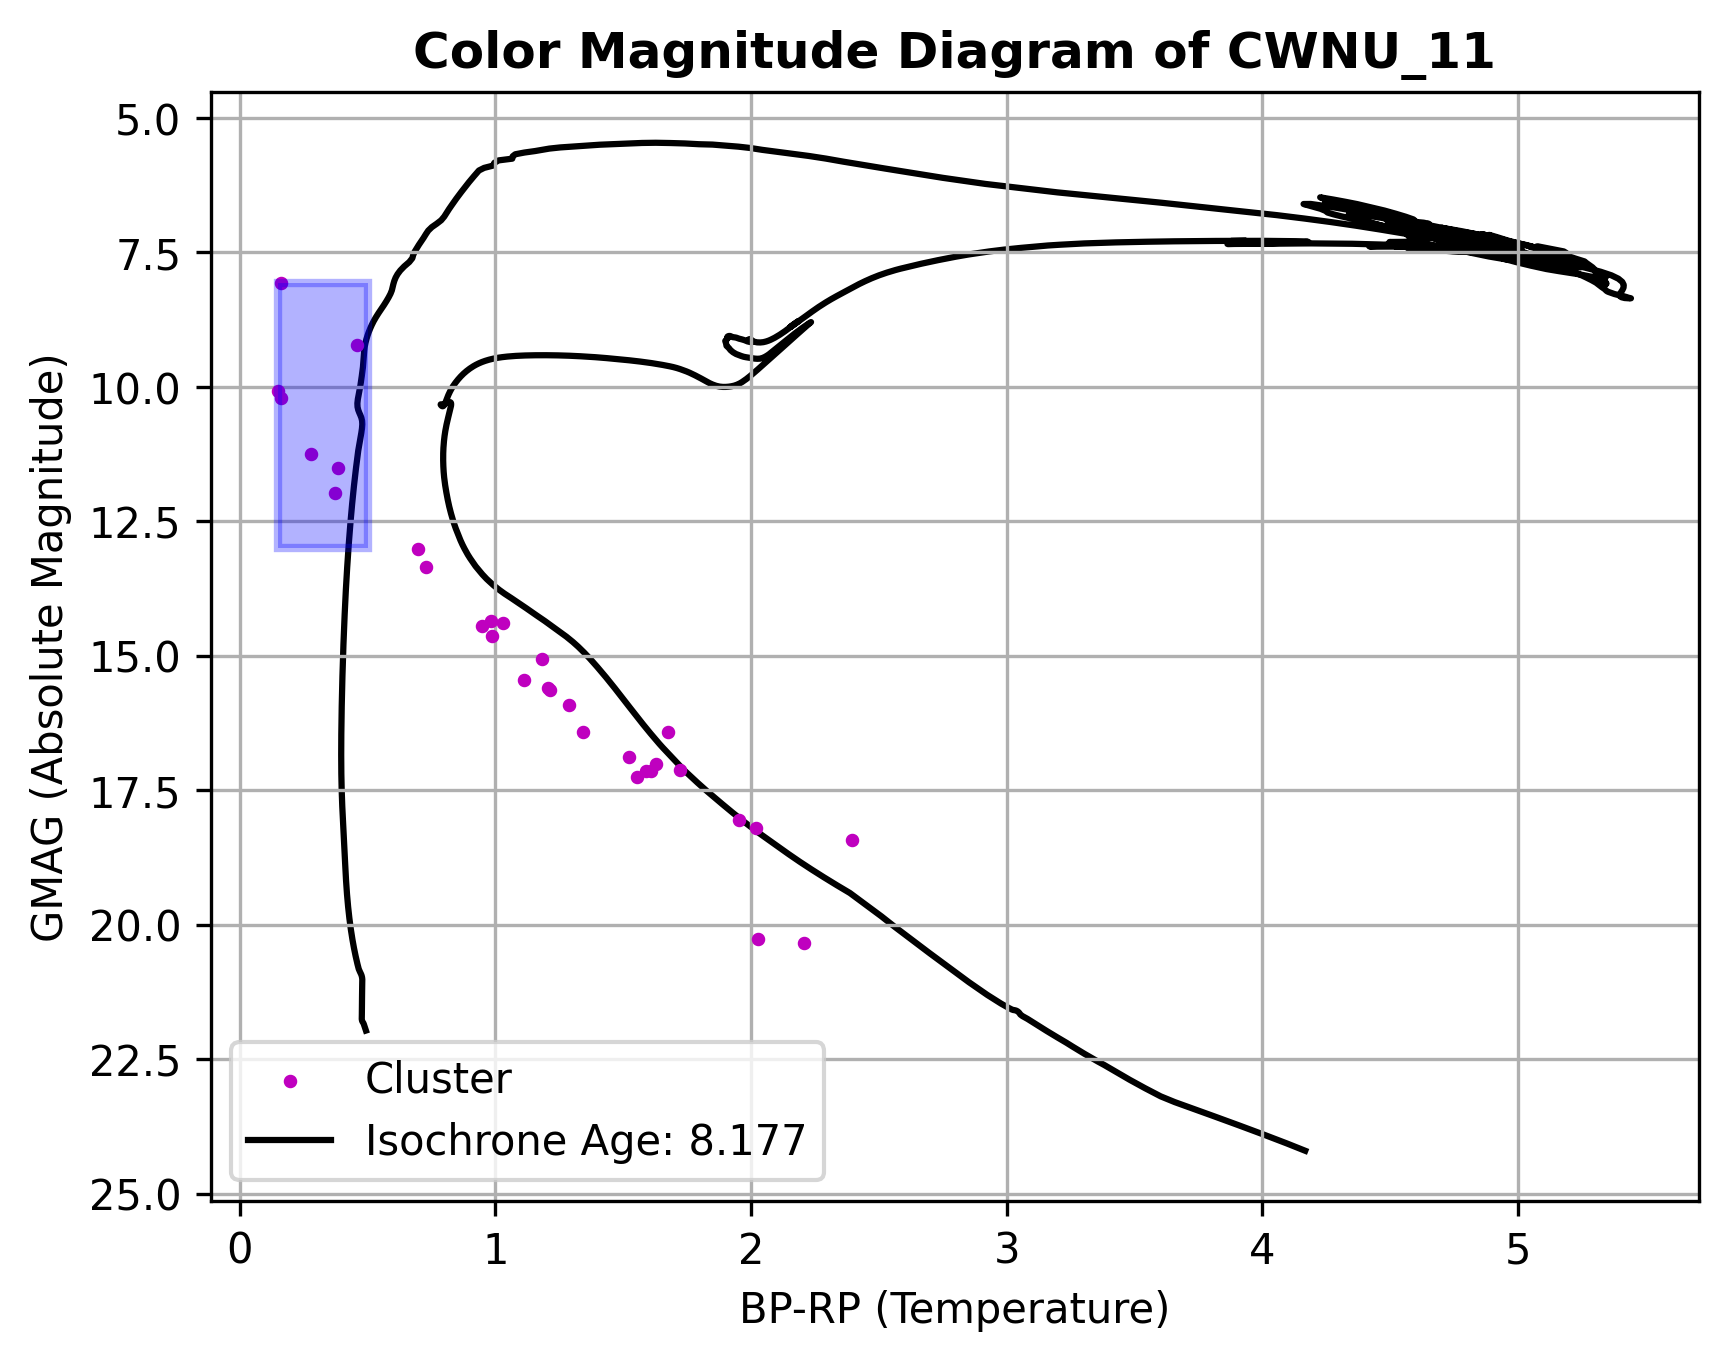 Color Magnitude Diagram of CWNU_11
GMAG (Absolute Magnitude)
5.0
7.5
10.0
12.5
15.0
17.5
20.0
22.5
25.0
Cluster
Isochrone Age: 8.177
0 1 2 3 4 5
BP-RP (Temperature)